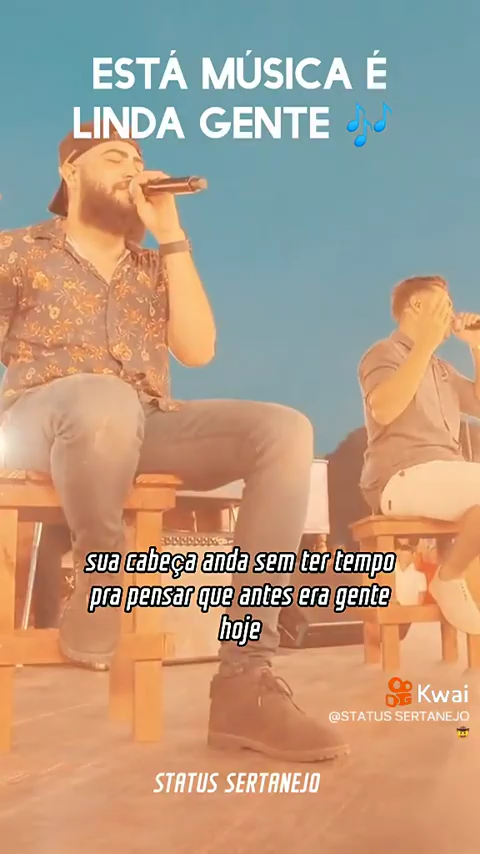 ESTÁ MÚSICA É
LINDA GENTE 🎶
sua cabeça anda sem ter tempo
pra pensar que antes era gente
hoje
Kwai
@STATUS SERTANEJO
🤠
STATUS SERTANEJO